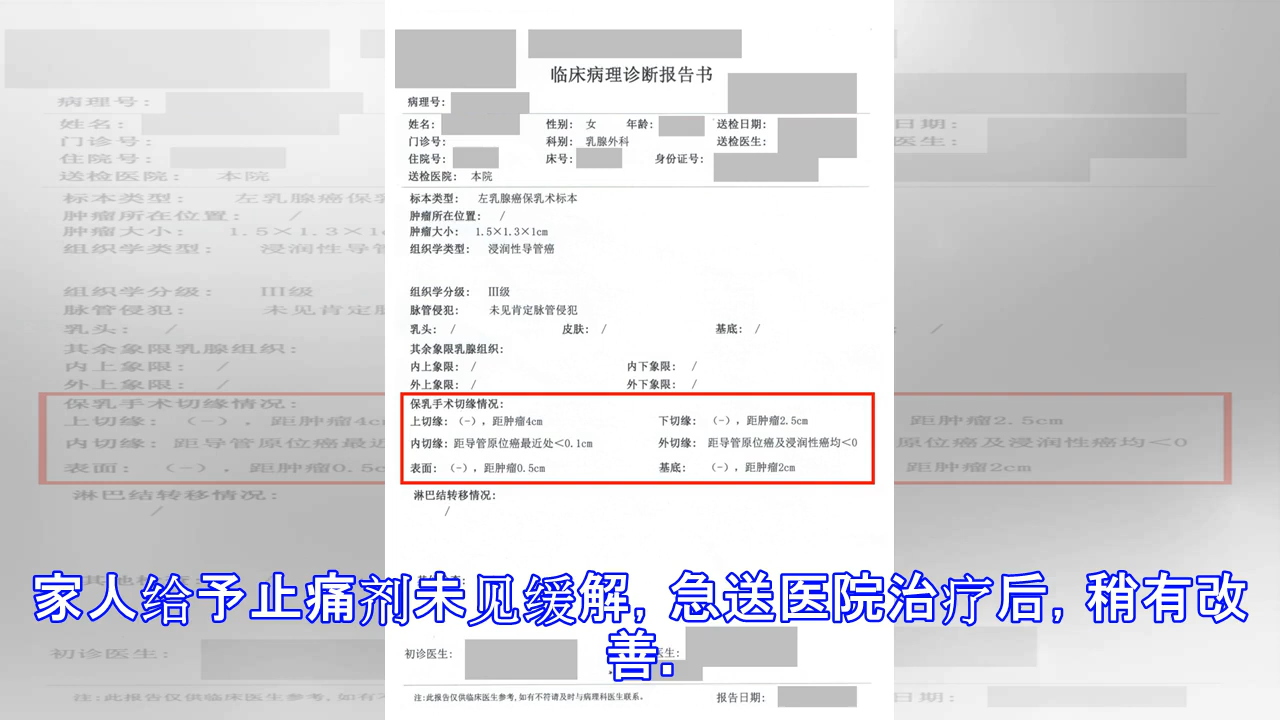 临床病理诊断报告书
病理号:
姓名: 性别: 女 年龄: 送检日期:
门诊号: 科别: 乳腺外科 送检医生:
住院号: 床号: 身份证号:
送检医院: 本院
标本类型: 左乳腺癌保乳术标本
肿瘤所在位置: /
肿瘤大小: 1.5×1.3×1cm
组织学类型: 浸润性导管癌
组织学分级: III级
脉管侵犯: 未见肯定脉管侵犯
乳头: / 皮肤: / 基底: /
其余象限乳腺组织:
内上象限: / 内下象限: /
外上象限: / 外下象限: /
保乳手术切缘情况:
上切缘: (-), 距肿瘤4cm 下切缘: (-), 距肿瘤2.5cm
内切缘: 距导管原位癌最近处<0.1cm 外切缘: 距导管原位癌及浸润性癌均<0
表面: (-), 距肿瘤0.5cm 基底: (-), 距肿瘤2cm
淋巴结转移情况:
/
家人给予止痛剂未见缓解, 急送医院治疗后, 稍有改
善.
初诊医生: 医生:
注:此报告仅供临床医生参考,如有不符请及时与病理科医生联系。 报告日期: